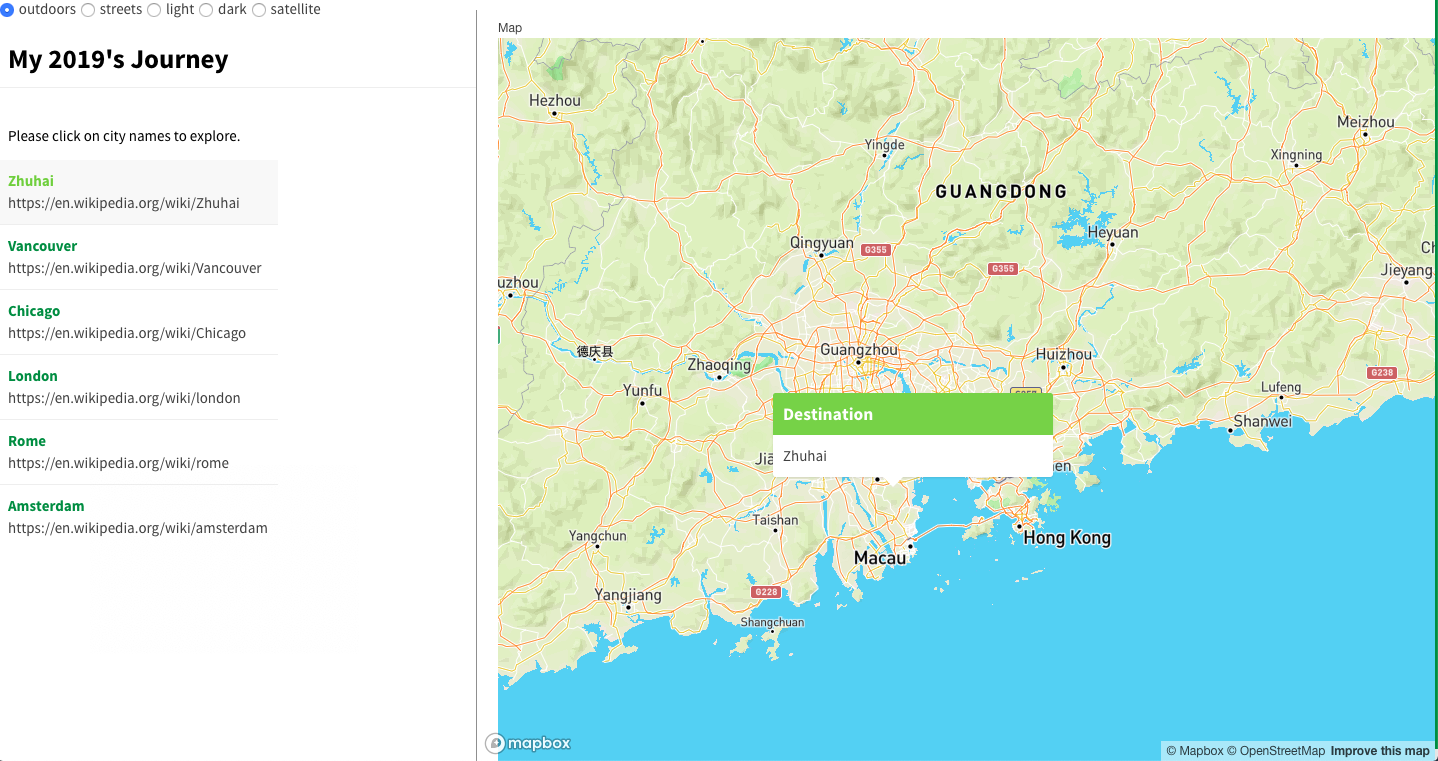 outdoors streets light dark satellite
My 2019's Journey
Please click on city names to explore.
Zhuhai
https://en.wikipedia.org/wiki/Zhuhai
Vancouver
https://en.wikipedia.org/wiki/Vancouver
Chicago
https://en.wikipedia.org/wiki/Chicago
London
https://en.wikipedia.org/wiki/london
Rome
https://en.wikipedia.org/wiki/rome
Amsterdam
https://en.wikipedia.org/wiki/amsterdam
Map
Hezhou
Meizhou
Yingde
Xingning
GUANGDONG
Heyuan
Qingyuan
G355
G355
Jieyang
uzhou
德庆县
Guangzhou
Huizhou
Zhaoqing
G238
Yunfu
Lufeng
Destination
Shanwei
Zhuhai
Taishan
Yangchun
Hong Kong
Macau
G228
Yangjiang
Shangchuan
mapbox
© Mapbox © OpenStreetMap Improve this map